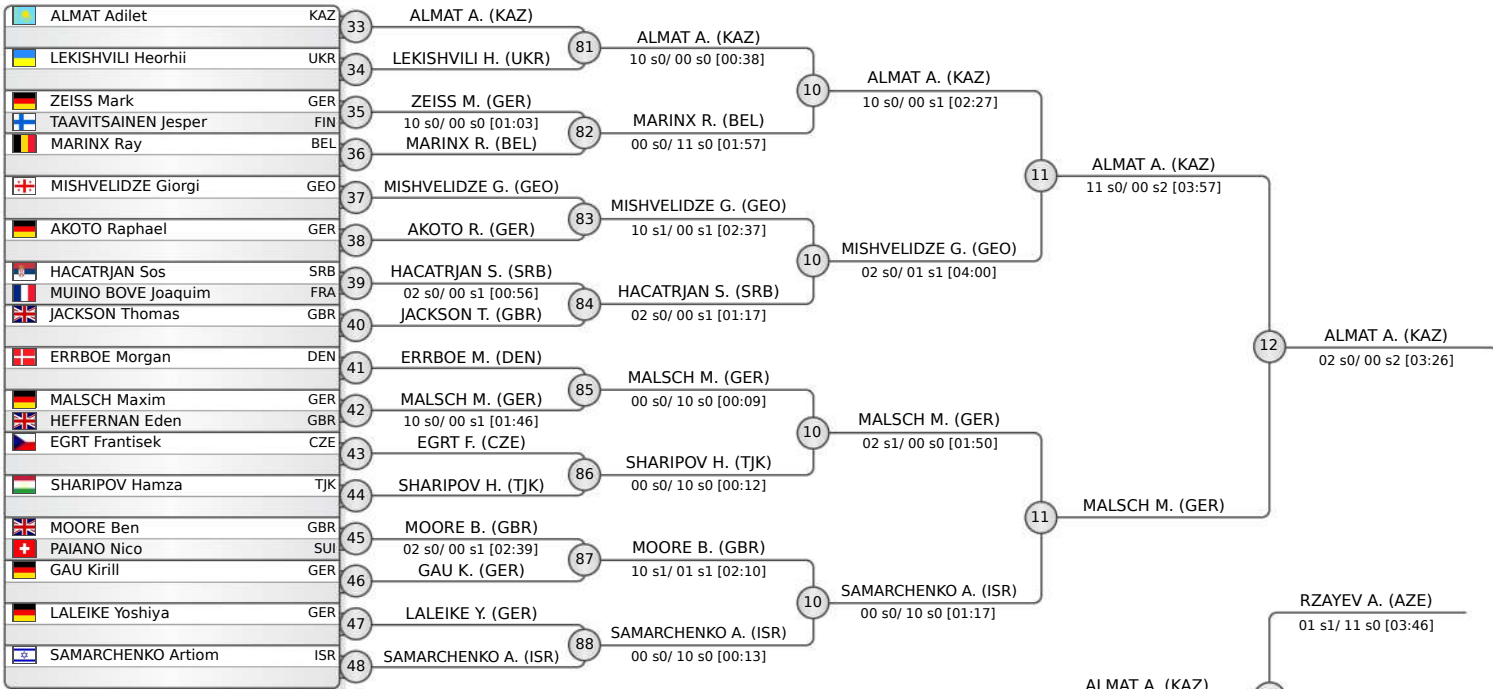 ALMAT Adilet KAZ
LEKISHVILI Heorhii UKR
ZEISS Mark GER
TAAVITSAINEN Jesper FIN
MARINX Ray BEL
MISHVELIDZE Giorgi GEO
AKOTO Raphael GER
HACATRJAN Sos SRB
MUINO BOVE Joaquim FRA
JACKSON Thomas GBR
ERRBOE Morgan DEN
MALSCH Maxim GER
HEFFERNAN Eden GBR
EGRT Frantisek CZE
SHARIPOV Hamza TJK
MOORE Ben GBR
PAIANO Nico SUI
GAU Kirill GER
LALEIKE Yoshiya GER
SAMARCHENKO Artiom ISR
33
34
35
36
37
38
39
40
41
42
43
44
45
46
47
48
ALMAT A. (KAZ)
LEKISHVILI H. (UKR)
ZEISS M. (GER)
10 s0/ 00 s0 [01:03]
MARINX R. (BEL)
MISHVELIDZE G. (GEO)
AKOTO R. (GER)
HACATRJAN S. (SRB)
02 s0/ 00 s1 [00:56]
JACKSON T. (GBR)
ERRBOE M. (DEN)
MALSCH M. (GER)
10 s0/ 00 s1 [01:46]
EGRT F. (CZE)
SHARIPOV H. (TJK)
MOORE B. (GBR)
02 s0/ 00 s1 [02:39]
GAU K. (GER)
LALEIKE Y. (GER)
SAMARCHENKO A. (ISR)
81
82
83
84
85
86
87
88
ALMAT A. (KAZ)
10 s0/ 00 s0 [00:38]
MARINX R. (BEL)
00 s0/ 11 s0 [01:57]
MISHVELIDZE G. (GEO)
10 s1/ 00 s1 [02:37]
HACATRJAN S. (SRB)
02 s0/ 00 s1 [01:17]
MALSCH M. (GER)
00 s0/ 10 s0 [00:09]
SHARIPOV H. (TJK)
00 s0/ 10 s0 [00:12]
MOORE B. (GBR)
10 s1/ 01 s1 [02:10]
SAMARCHENKO A. (ISR)
00 s0/ 10 s0 [00:13]
10
10
10
10
ALMAT A. (KAZ)
10 s0/ 00 s1 [02:27]
MISHVELIDZE G. (GEO)
02 s0/ 01 s1 [04:00]
MALSCH M. (GER)
02 s1/ 00 s0 [01:50]
SAMARCHENKO A. (ISR)
00 s0/ 10 s0 [01:17]
11
11
ALMAT A. (KAZ)
11 s0/ 00 s2 [03:57]
MALSCH M. (GER)
12
ALMAT A. (KAZ)
02 s0/ 00 s2 [03:26]
RZAYEV A. (AZE)
01 s1/ 11 s0 [03:46]
ALMAT A. (KAZ)